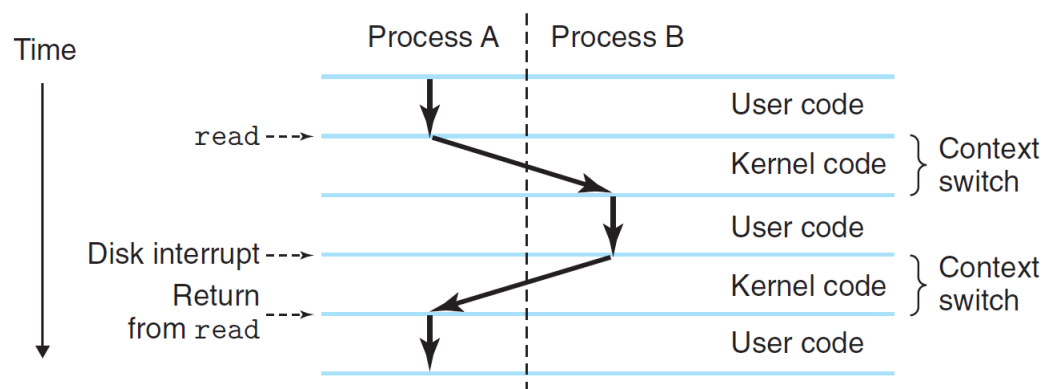 Process A
Process B
Time
User code
read
Kernel code
Context
switch
User code
Disk interrupt
Kernel code
Context
switch
Return
from read
User code